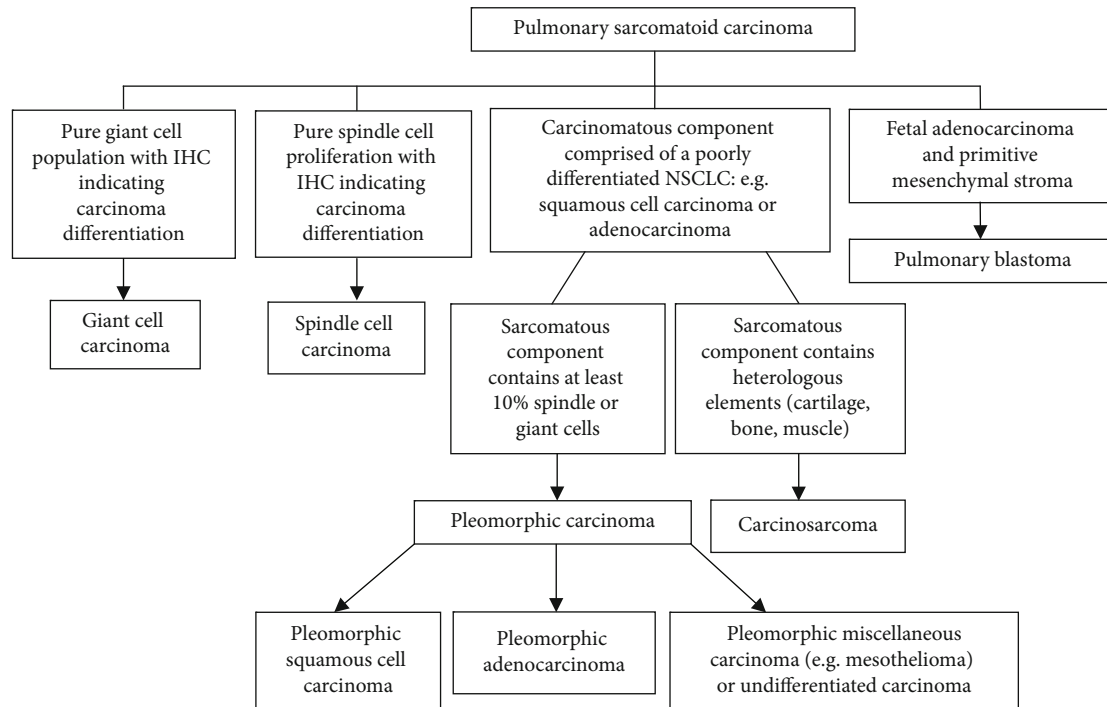 Pulmonary sarcomatoid carcinoma
Pure giant cell
population with IHC
indicating
carcinoma
differentiation
Pure spindle cell
proliferation with
IHC indicating
carcinoma
differentiation
Carcinomatous component
comprised of a poorly
differentiated NSCLC: e.g.
squamous cell carcinoma or
adenocarcinoma
Fetal adenocarcinoma
and primitive
mesenchymal stroma
Pulmonary blastoma
Giant cell
carcinoma
Spindle cell
carcinoma
Sarcomatous
component
contains at least
10% spindle or
giant cells
Sarcomatous
component contains
heterologous
elements (cartilage,
bone, muscle)
Pleomorphic carcinoma
Carcinosarcoma
Pleomorphic
squamous cell
carcinoma
Pleomorphic
adenocarcinoma
Pleomorphic miscellaneous
carcinoma (e.g. mesothelioma)
or undifferentiated carcinoma